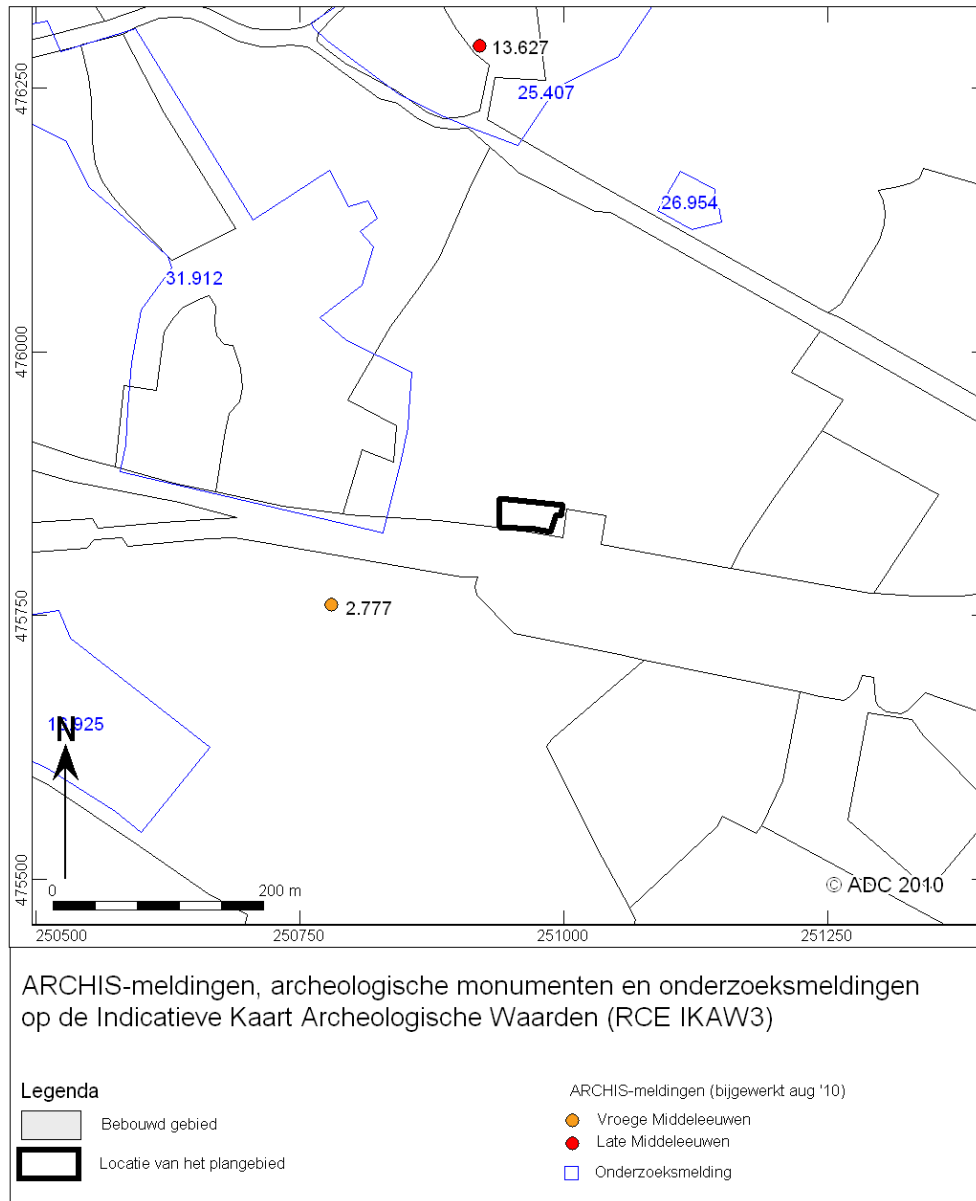 13.627
476250
25.407
26.954
31.912
476000
2.777
475750
16.925
N
475500
0 200 m
© ADC 2010
250500 250750 251000 251250
ARCHIS-meldingen, archeologische monumenten en onderzoeksmeldingen
op de Indicatieve Kaart Archeologische Waarden (RCE IKAW3)
Legenda
Bebouwd gebied
Locatie van het plangebied
ARCHIS-meldingen (bijgewerkt aug '10)
Vroege Middeleeuwen
Late Middeleeuwen
Onderzoeksmelding